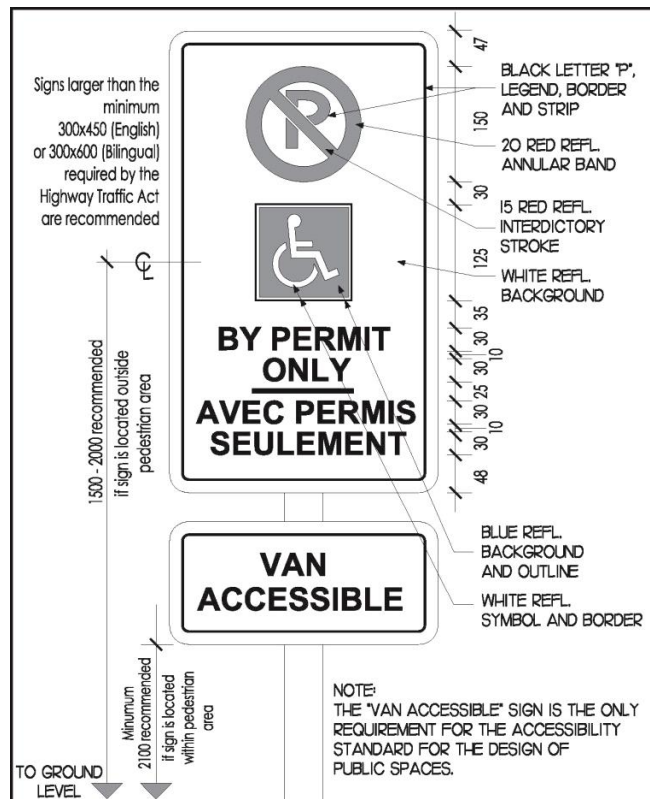 Signs larger than the
minimum
300x450 (English)
or 300x600 (Bilingual)
required by the
Highway Traffic Act
are recommended
P
BY PERMIT
ONLY
AVEC PERMIS
SEULEMENT
VAN
ACCESSIBLE
47
150
30
125
35
30
10
30
25
30
10
30
48
BLACK LETTER "P",
LEGEND, BORDER
AND STRIP
20 RED REFL.
ANNULAR BAND
15 RED REFL.
INTERDICTORY
STROKE
WHITE REFL.
BACKGROUND
BLUE REFL.
BACKGROUND
AND OUTLINE
WHITE REFL.
SYMBOL AND BORDER
CL
1500 - 2000 recommended
if sign is located outside
pedestrian area
Minumum
2100 recommended
if sign is located
within pedestrian
area
TO GROUND
LEVEL
NOTE:
THE "VAN ACCESSIBLE" SIGN IS THE ONLY
REQUIREMENT FOR THE ACCESSIBILITY
STANDARD FOR THE DESIGN OF
PUBLIC SPACES.